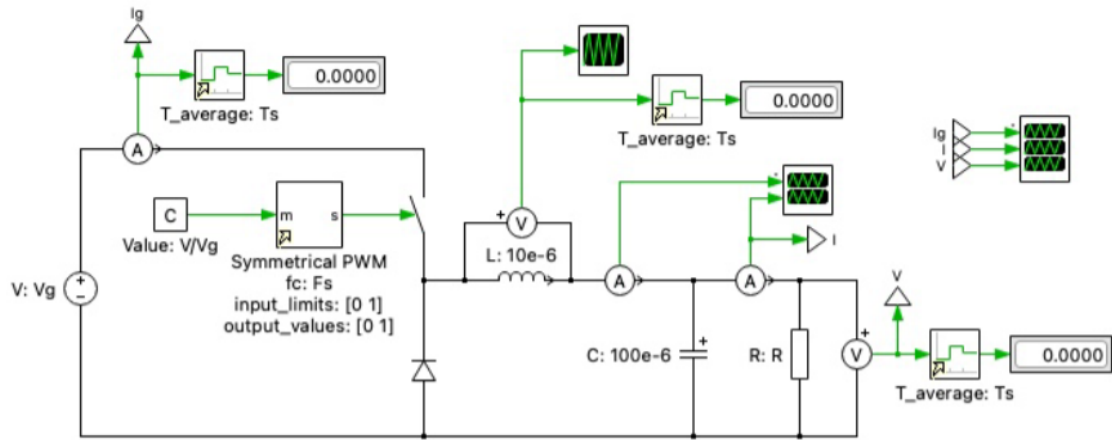 Ig
T_average: Ts
0.0000
A
C
Value: V/Vg
m
s
Symmetrical PWM
fc: Fs
input_limits: [0 1]
output_values: [0 1]
V: Vg
T_average: Ts
0.0000
V
L: 10e-6
A
A
I
C: 100e-6
R: R
V
V
T_average: Ts
0.0000
Ig
I
V